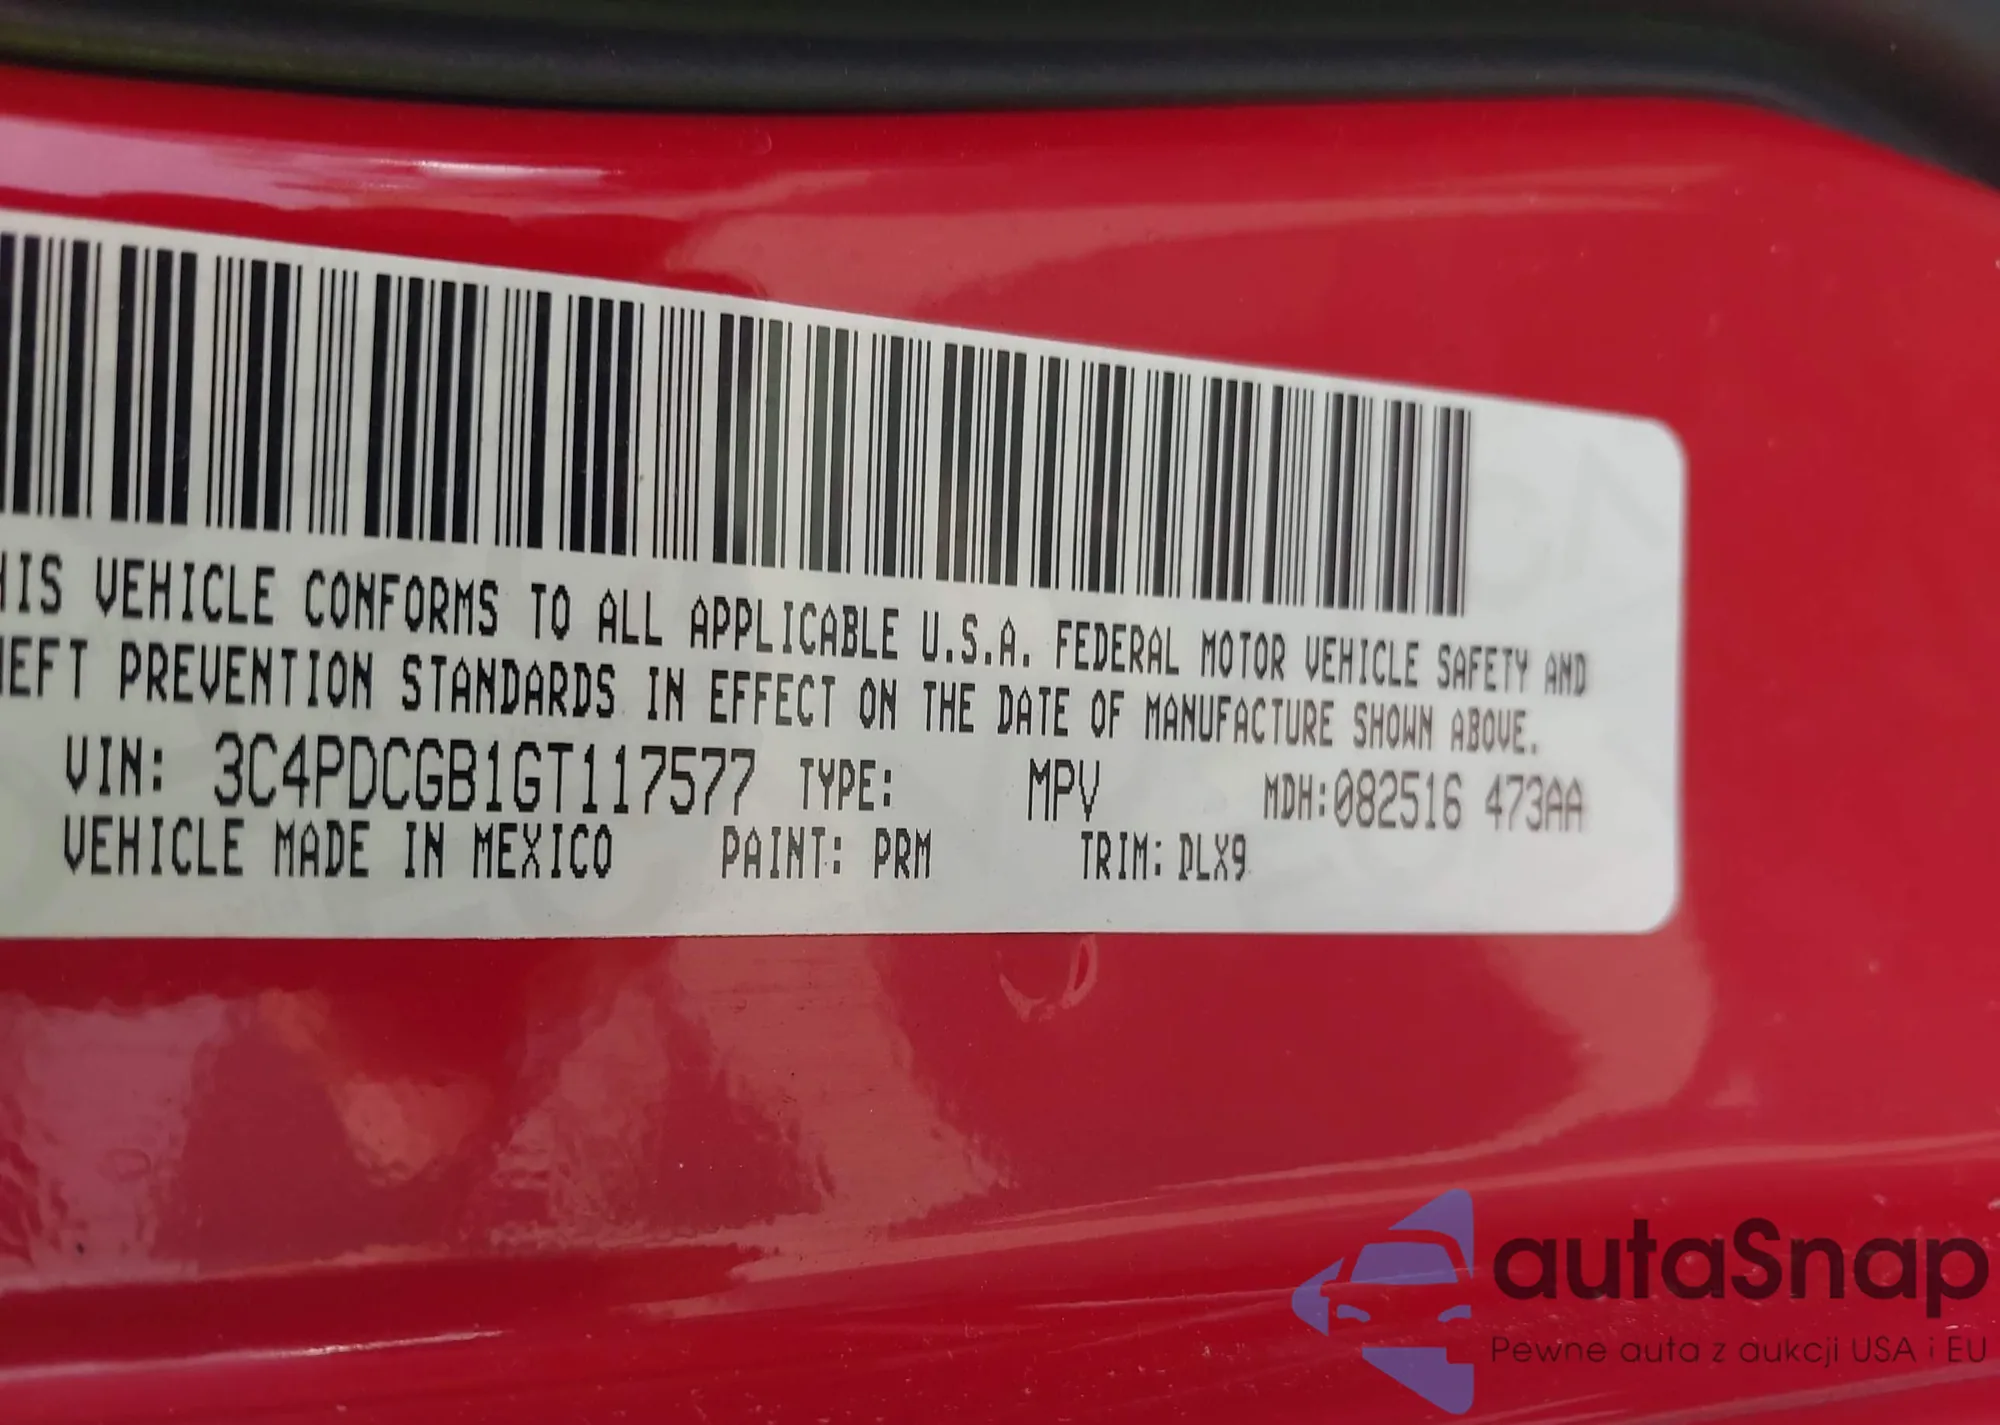 HIS VEHICLE CONFORMS TO ALL APPLICABLE U.S.A. FEDERAL MOTOR VEHICLE SAFETY AND
HEFT PREVENTION STANDARDS IN EFFECT ON THE DATE OF MANUFACTURE SHOWN ABOVE.
VIN: 3C4PDCGB1GT117577 TYPE: MPV MDH:082516 473AA
VEHICLE MADE IN MEXICO PAINT: PRM TRIM: DLX9
autaSnap
Pewne auta z aukcji USA i EU